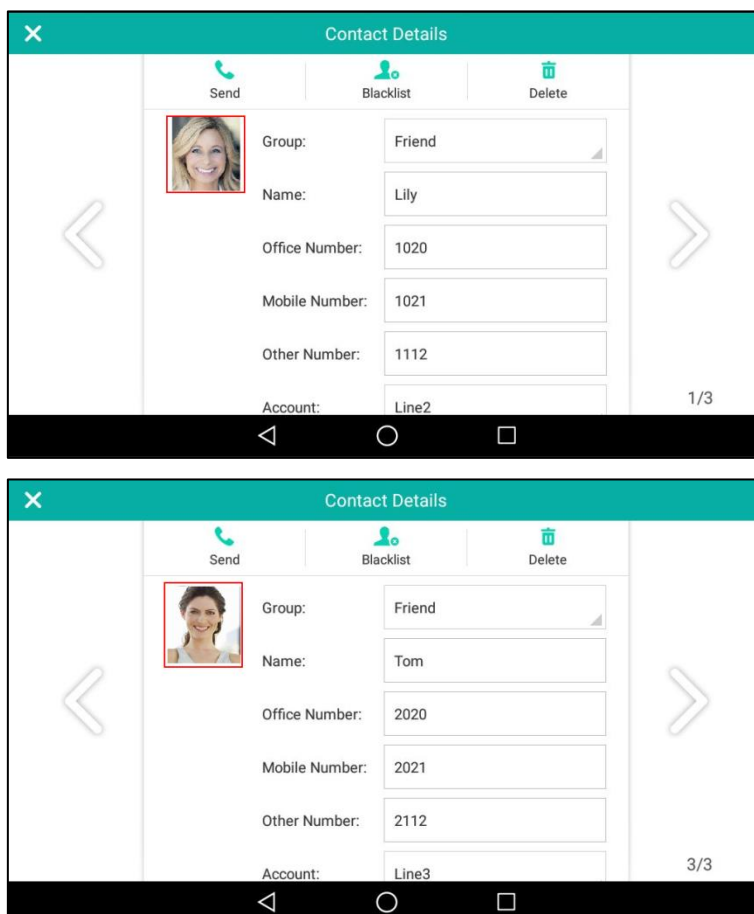 Contact Details
Send Blacklist Delete
Group: Friend
Name: Lily
Office Number: 1020
Mobile Number: 1021
Other Number: 1112
Account: Line2
1/3
Contact Details
Send Blacklist Delete
Group: Friend
Name: Tom
Office Number: 2020
Mobile Number: 2021
Other Number: 2112
Account: Line3
3/3